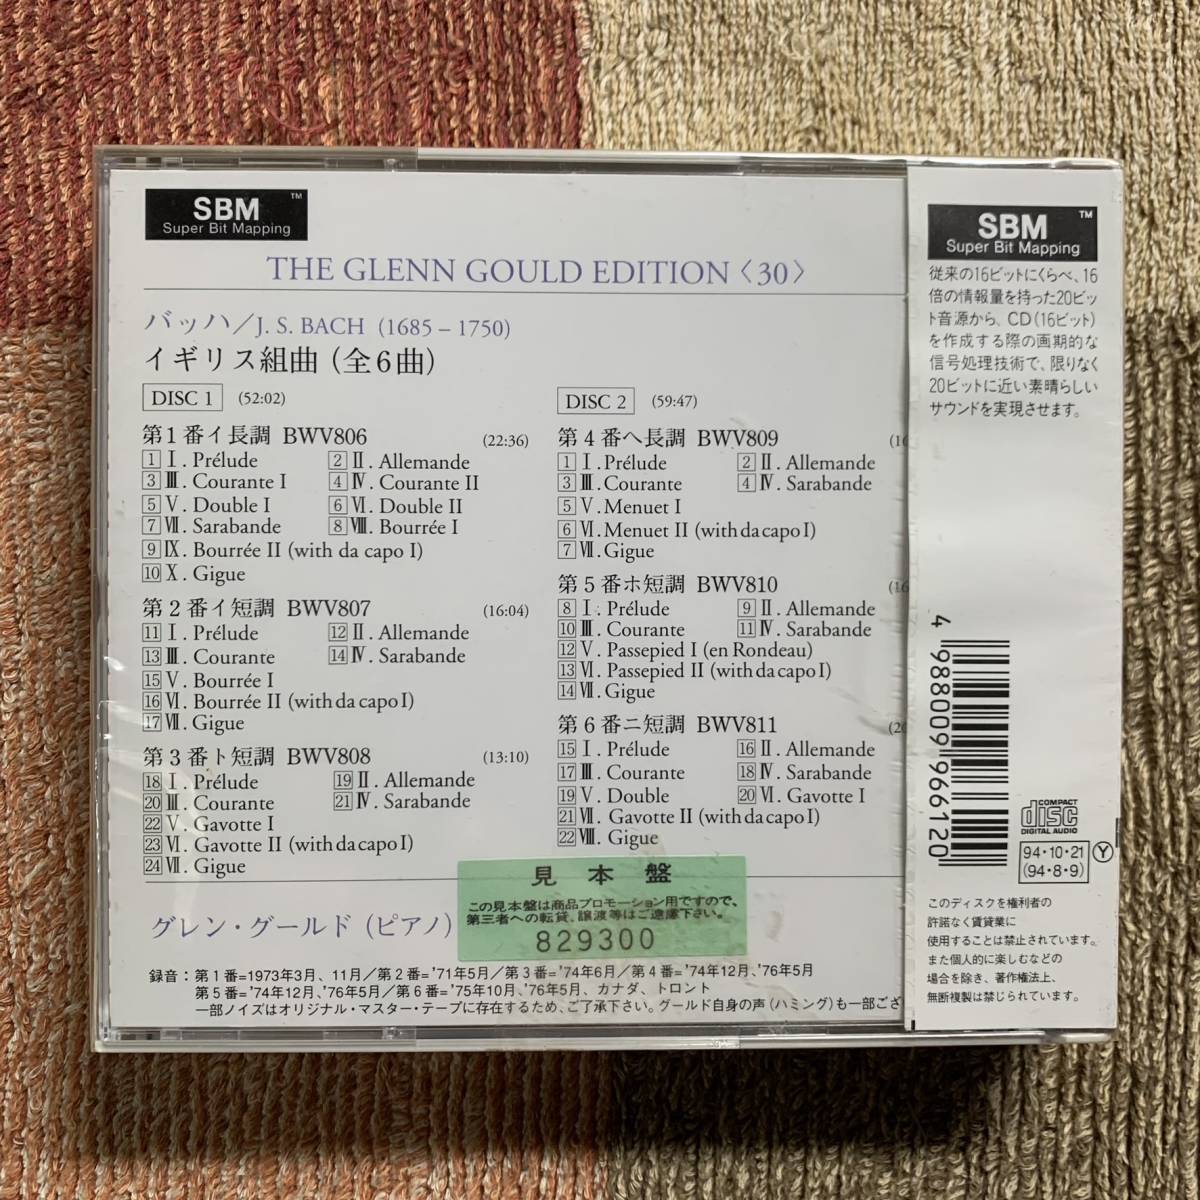 SBM™
Super Bit Mapping
THE GLENN GOULD EDITION〈30〉
バッハ／J. S. BACH (1685 – 1750)
イギリス組曲 (全6曲)
DISC 1 (52:02)
第1番イ長調 BWV806 (22:36)
1 Ⅰ. Prélude 2 Ⅱ. Allemande
3 Ⅲ. Courante I 4 Ⅳ. Courante II
5 Ⅴ. Double I 6 Ⅵ. Double II
7 Ⅶ. Sarabande 8 Ⅷ. Bourrée I
9 Ⅸ. Bourrée II (with da capo I)
10 Ⅹ. Gigue
第2番イ短調 BWV807 (16:04)
11 Ⅰ. Prélude 12 Ⅱ. Allemande
13 Ⅲ. Courante 14 Ⅳ. Sarabande
15 Ⅴ. Bourrée I
16 Ⅵ. Bourrée II (with da capo I)
17 Ⅶ. Gigue
第3番ト短調 BWV808 (13:10)
18 Ⅰ. Prélude 19 Ⅱ. Allemande
20 Ⅲ. Courante 21 Ⅳ. Sarabande
22 Ⅴ. Gavotte I
23 Ⅵ. Gavotte II (with da capo I)
24 Ⅶ. Gigue
DISC 2 (59:47)
第4番ヘ長調 BWV809
1 Ⅰ. Prélude 2 Ⅱ. Allemande
3 Ⅲ. Courante 4 Ⅳ. Sarabande
5 Ⅴ. Menuet I
6 Ⅵ. Menuet II (with da capo I)
7 Ⅶ. Gigue
第5番ホ短調 BWV810
8 Ⅰ. Prélude 9 Ⅱ. Allemande
10 Ⅲ. Courante 11 Ⅳ. Sarabande
12 Ⅴ. Passepied I (en Rondeau)
13 Ⅵ. Passepied II (with da capo I)
14 Ⅶ. Gigue
第6番ニ短調 BWV811
15 Ⅰ. Prélude 16 Ⅱ. Allemande
17 Ⅲ. Courante 18 Ⅳ. Sarabande
19 Ⅴ. Double 20 Ⅵ. Gavotte I
21 Ⅶ. Gavotte II (with da capo I)
22 Ⅷ. Gigue
グレン・グールド (ピアノ)
見本盤
この見本盤は商品プロモーション用ですので、
第三者への転貸、譲渡等はご遠慮下さい。
829300
録音：第1番=1973年3月、11月／第2番='71年5月／第3番='74年6月／第4番='74年12月、'76年5月
第5番='74年12月、'76年5月／第6番='75年10月、'76年5月、カナダ、トロント
一部ノイズはオリジナル・マスター・テープに存在するため、ご了承下さい。グールド自身の声（ハミング）も一部ござ
SBM™
Super Bit Mapping
従来の16ビットにくらべ、16
倍の情報量を持った20ビッ
ト音源から、CD(16ビット)
を作成する際の画期的な
信号処理技術で、限りなく
20ビットに近い素晴らしい
サウンドを実現させます。
4 988009 966120
COMPACT
disc
DIGITAL AUDIO
94・10・21 Ⓨ
(94・8・9)
このディスクを権利者の
許諾なく賃貸業に
使用することは禁止されています。
また個人的に楽しむなどの
場合を除き、著作権法上、
無断複製は禁じられています。